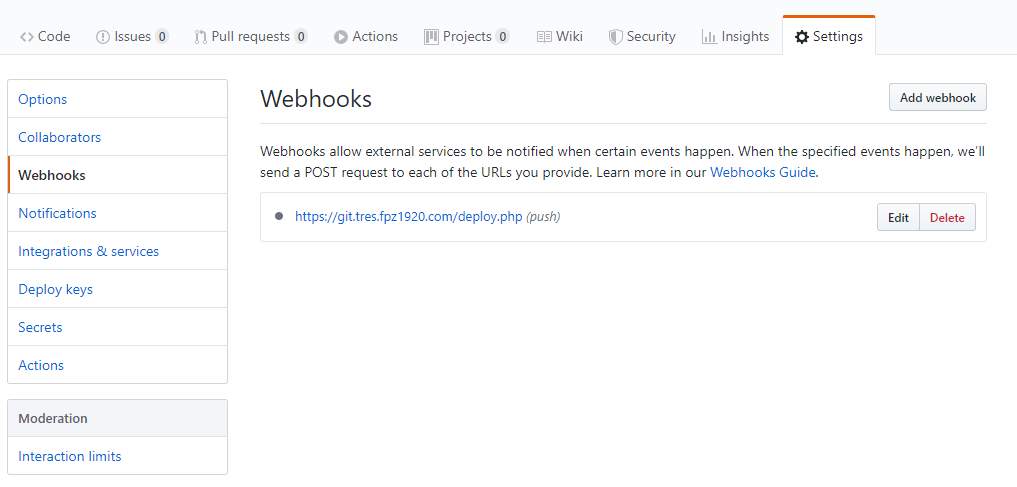 Code Issues 0 Pull requests 0 Actions Projects 0 Wiki Security Insights Settings
Options
Collaborators
Webhooks
Notifications
Integrations & services
Deploy keys
Secrets
Actions
Moderation
Interaction limits
Webhooks
Add webhook
Webhooks allow external services to be notified when certain events happen. When the specified events happen, we'll
send a POST request to each of the URLs you provide. Learn more in our Webhooks Guide.
https://git.tres.fpz1920.com/deploy.php (push)
Edit Delete